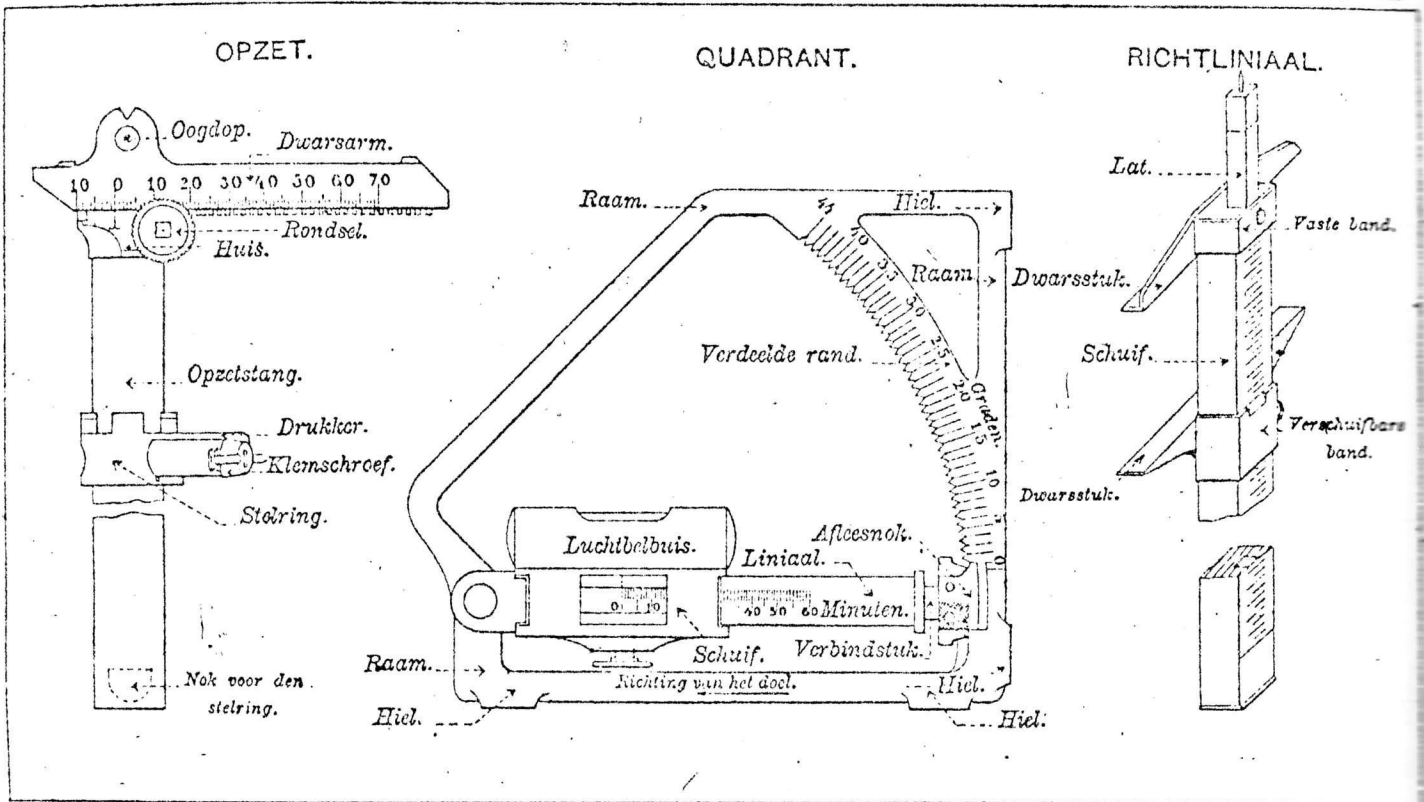 OPZET.
Oogdop.
Dwarsarm.
10 0 10 20 30 40 50 60 70
Rondsel.
Huis.
Opzetstang.
Drukker.
Klemschroef.
Stelring.
Nok voor den
stelring.
QUADRANT.
Raam.
Hiel.
45
40
35
30
25
20
15
10
5
0
Graden.
Raam
Verdeelde rand.
Luchtbelbuis.
Afleesnok.
Liniaal.
0 10
40 50 60
Minuten.
Schuif.
Verbindstuk.
Raam.
Richting van het doel.
Hiel.
Hiel.
Hiel.
RICHTLINIAAL.
Lat.
Vaste band.
Dwarsstuk.
Schuif.
Verschuifbare
band.
Dwarsstuk.